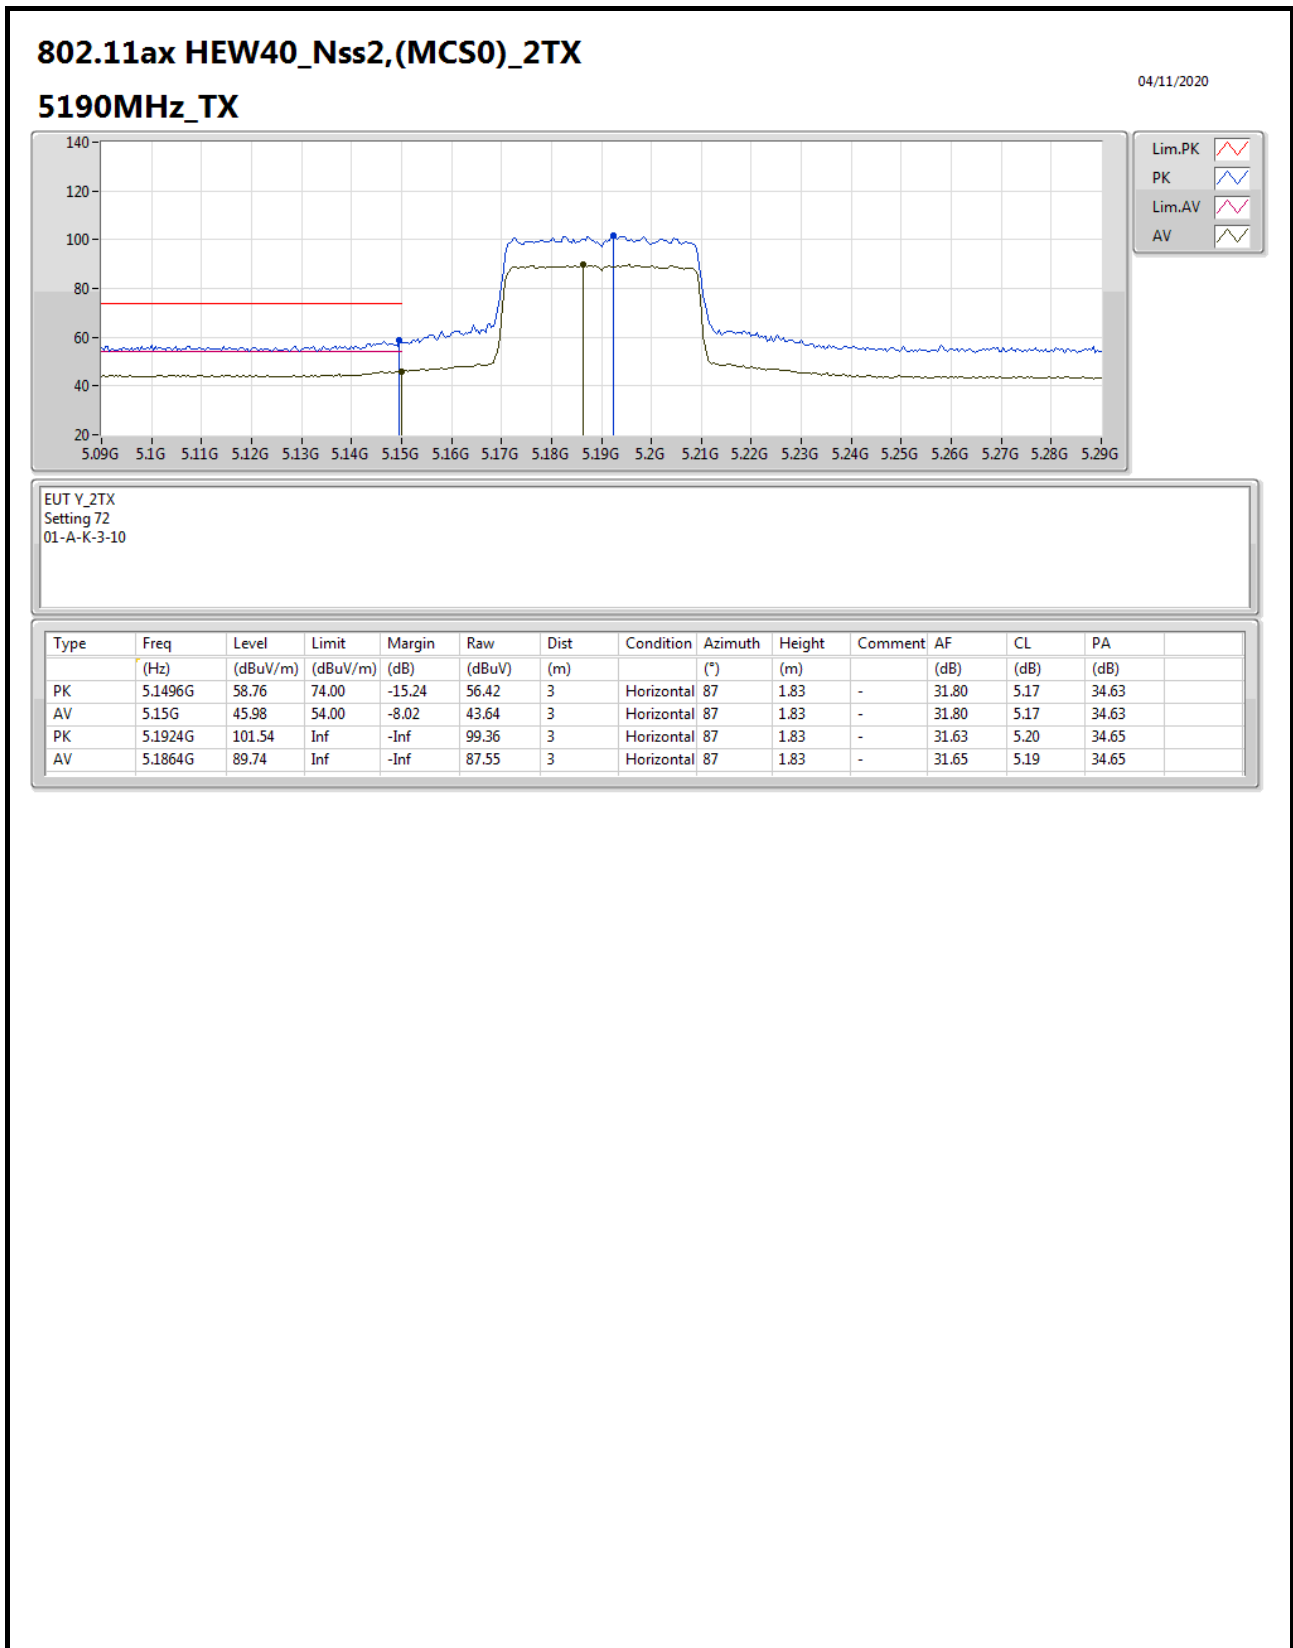 802.11ax HEW40_Nss2,(MCS0)_2TX
04/11/2020
5190MHz_TX
140
120
100
80
60
40
20
5.09G 5.1G 5.11G 5.12G 5.13G 5.14G 5.15G 5.16G 5.17G 5.18G 5.19G 5.2G 5.21G 5.22G 5.23G 5.24G 5.25G 5.26G 5.27G 5.28G 5.29G
Lim.PK
PK
Lim.AV
AV
EUT Y_2TX
Setting 72
01-A-K-3-10
Type Freq Level Limit Margin Raw Dist Condition Azimuth Height Comment AF CL PA
(Hz) (dBuV/m) (dBuV/m) (dB) (dBuV) (m) (°) (m) (dB) (dB) (dB)
PK 5.1496G 58.76 74.00 -15.24 56.42 3 Horizontal 87 1.83 - 31.80 5.17 34.63
AV 5.15G 45.98 54.00 -8.02 43.64 3 Horizontal 87 1.83 - 31.80 5.17 34.63
PK 5.1924G 101.54 Inf -Inf 99.36 3 Horizontal 87 1.83 - 31.63 5.20 34.65
AV 5.1864G 89.74 Inf -Inf 87.55 3 Horizontal 87 1.83 - 31.65 5.19 34.65